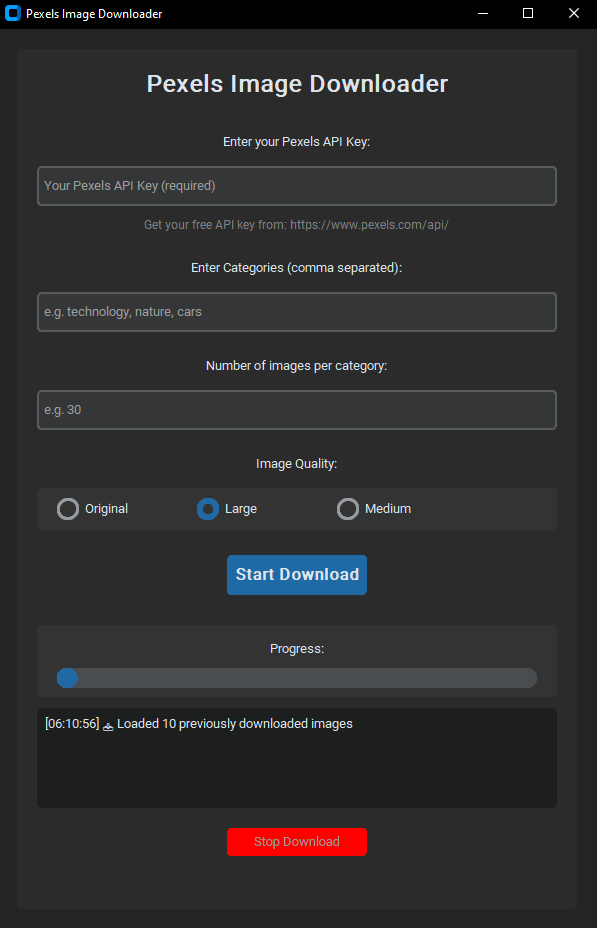 Pexels Image Downloader
Pexels Image Downloader
Enter your Pexels API Key:
Your Pexels API Key (required)
Get your free API key from: https://www.pexels.com/api/
Enter Categories (comma separated):
e.g. technology, nature, cars
Number of images per category:
e.g. 30
Image Quality:
Original Large Medium
Start Download
Progress:
[06:10:56] Loaded 10 previously downloaded images
Stop Download